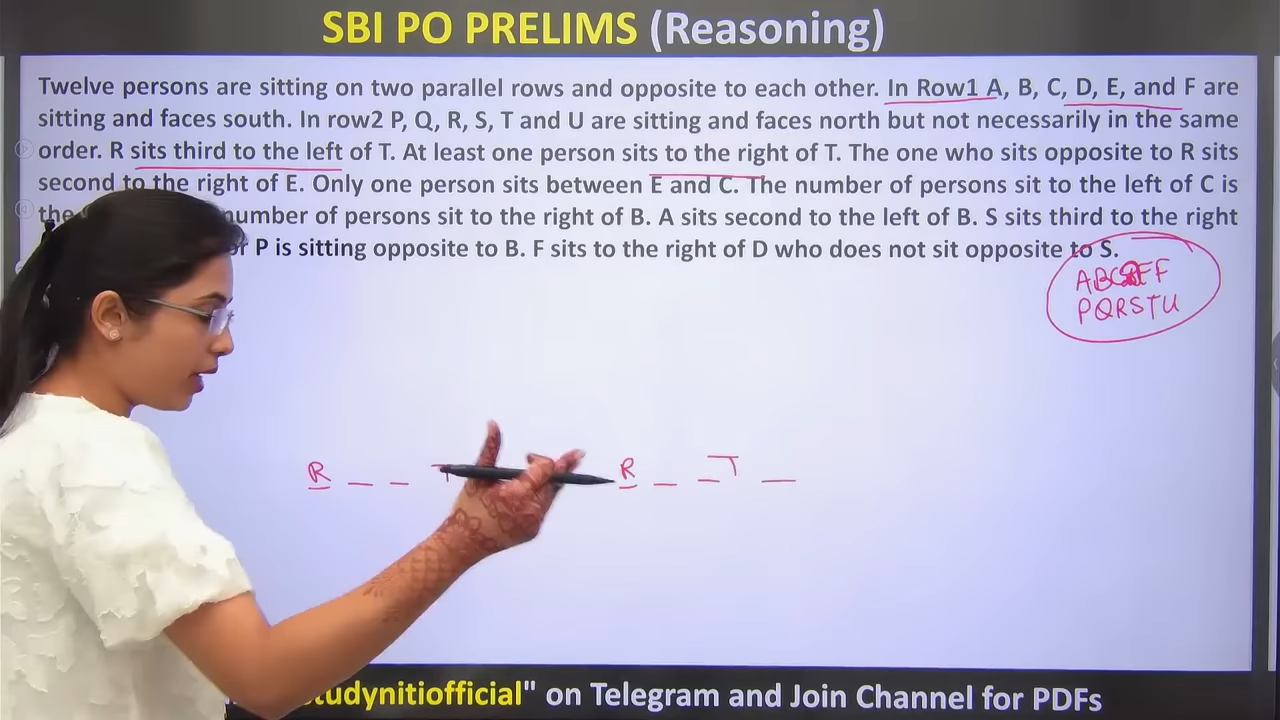 SBI PO PRELIMS (Reasoning)
Twelve persons are sitting on two parallel rows and opposite to each other. In Row1 A, B, C, D, E, and F are
sitting and faces south. In row2 P, Q, R, S, T and U are sitting and faces north but not necessarily in the same
order. R sits third to the left of T. At least one person sits to the right of T. The one who sits opposite to R sits
second to the right of E. Only one person sits between E and C. The number of persons sit to the left of C is
the number of persons sit to the right of B. A sits second to the left of B. S sits third to the right
P is sitting opposite to B. F sits to the right of D who does not sit opposite to S.
PQRSTU
R _ _ R _ _ T _
tudynitiofficial" on Telegram and Join Channel for PDFs